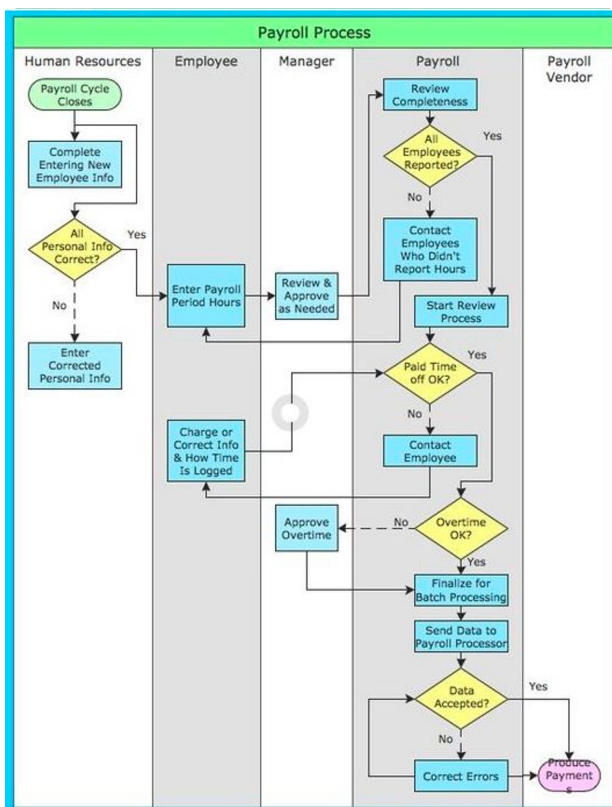 Payroll Process
Human Resources
Employee
Manager
Payroll
Payroll
Vendor
Payroll Cycle
Closes
Complete
Entering New
Employee Info
All
Personal Info
Correct?
Yes
No
Enter
Corrected
Personal Info
Enter Payroll
Period Hours
Review &
Approve
as Needed
Review
Completeness
All
Employees
Reported?
Yes
No
Contact
Employees
Who Didn't
Report Hours
Start Review
Process
Paid Time
off OK?
Yes
No
Charge or
Correct Info
& How Time
Is Logged
Contact
Employee
Approve
Overtime
No
Overtime
OK?
Yes
Finalize for
Batch Processing
Send Data to
Payroll Processor
Data
Accepted?
Yes
No
Correct Errors
Produce
Payment
s